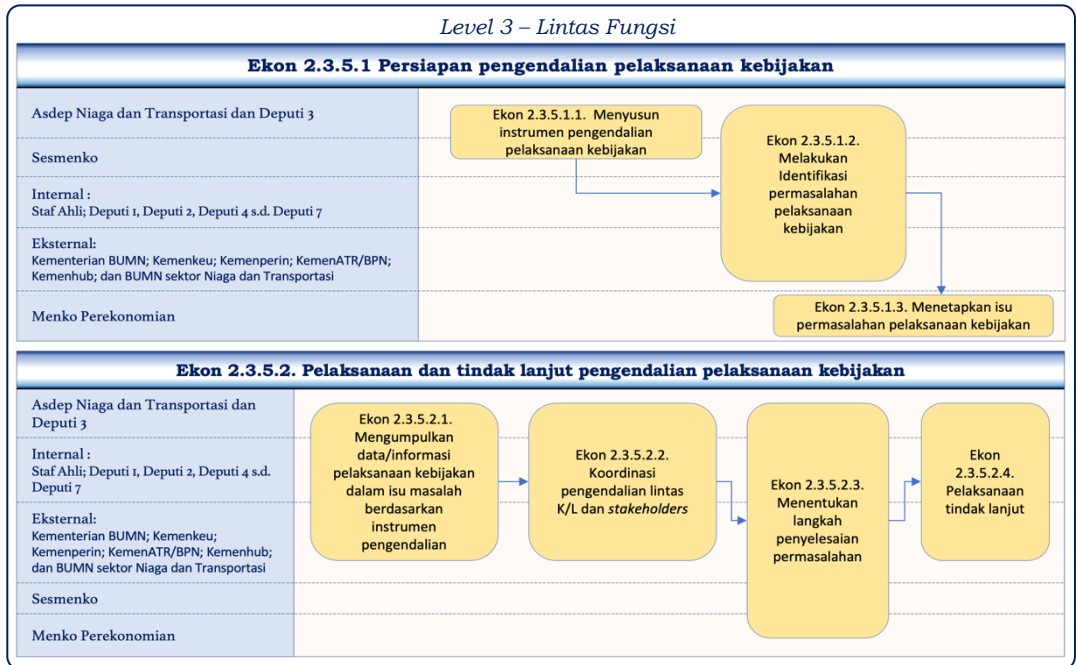 Level 3 – Lintas Fungsi
Ekon 2.3.5.1 Persiapan pengendalian pelaksanaan kebijakan
Asdep Niaga dan Transportasi dan Deputi 3
Sesmenko
Internal :
Staf Ahli; Deputi 1, Deputi 2, Deputi 4 s.d. Deputi 7
Eksternal:
Kementerian BUMN; Kemenkeu; Kemenperin; KemenATR/BPN;
Kemenhub; dan BUMN sektor Niaga dan Transportasi
Menko Perekonomian
Ekon 2.3.5.1.1. Menyusun
instrumen pengendalian
pelaksanaan kebijakan
Ekon 2.3.5.1.2.
Melakukan
Identifikasi
permasalahan
pelaksanaan
kebijakan
Ekon 2.3.5.1.3. Menetapkan isu
permasalahan pelaksanaan kebijakan
Ekon 2.3.5.2. Pelaksanaan dan tindak lanjut pengendalian pelaksanaan kebijakan
Asdep Niaga dan Transportasi dan
Deputi 3
Internal :
Staf Ahli; Deputi 1, Deputi 2, Deputi 4 s.d.
Deputi 7
Eksternal:
Kementerian BUMN; Kemenkeu;
Kemenperin; KemenATR/BPN; Kemenhub;
dan BUMN sektor Niaga dan Transportasi
Sesmenko
Menko Perekonomian
Ekon 2.3.5.2.1.
Mengumpulkan
data/informasi
pelaksanaan kebijakan
dalam isu masalah
berdasarkan
instrumen
pengendalian
Ekon 2.3.5.2.2.
Koordinasi
pengendalian lintas
K/L dan stakeholders
Ekon 2.3.5.2.3.
Menentukan
langkah
penyelesaian
permasalahan
Ekon
2.3.5.2.4.
Pelaksanaan
tindak lanjut